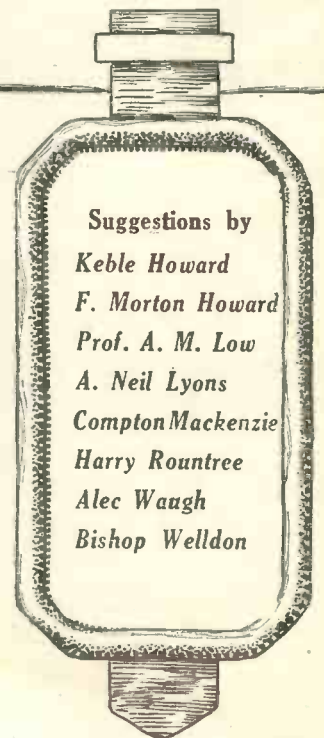 Suggestions by
Keble Howard
F. Morton Howard
Prof. A. M. Low
A. Neil Lyons
Compton Mackenzie
Harry Rountree
Alec Waugh
Bishop Welldon